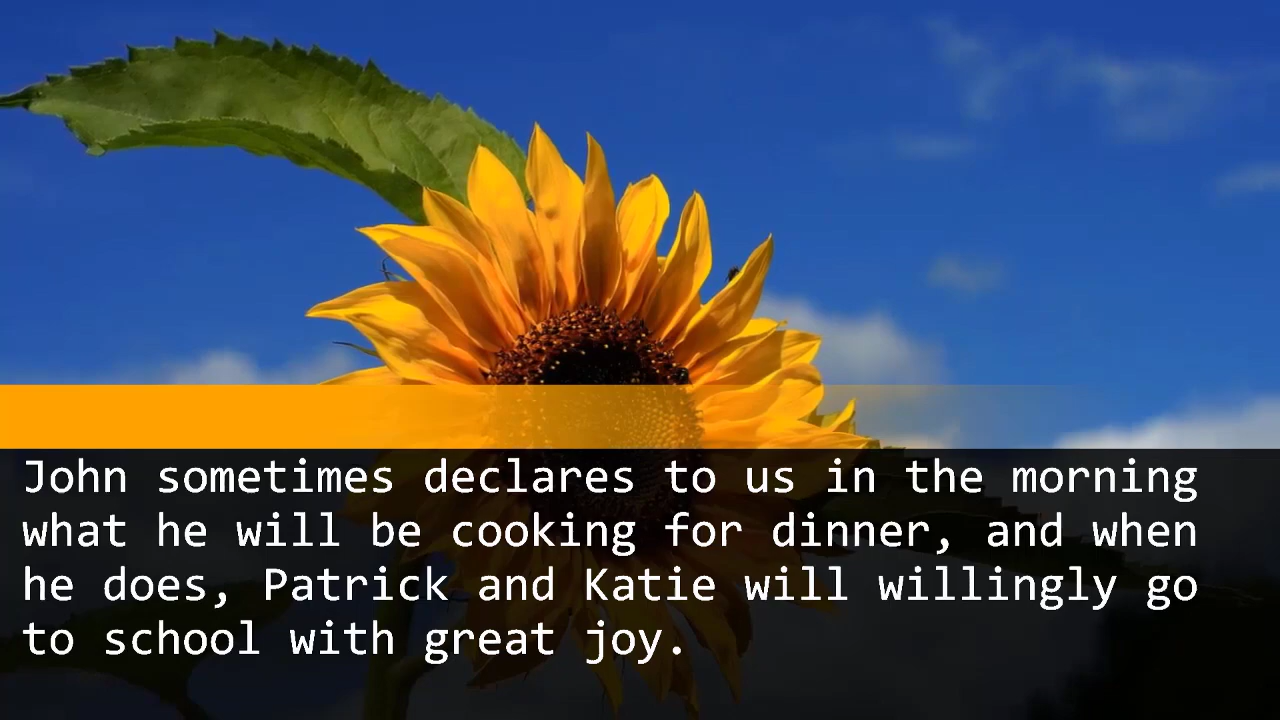 John sometimes declares to us in the morning
what he will be cooking for dinner, and when
he does, Patrick and Katie will willingly go
to school with great joy.